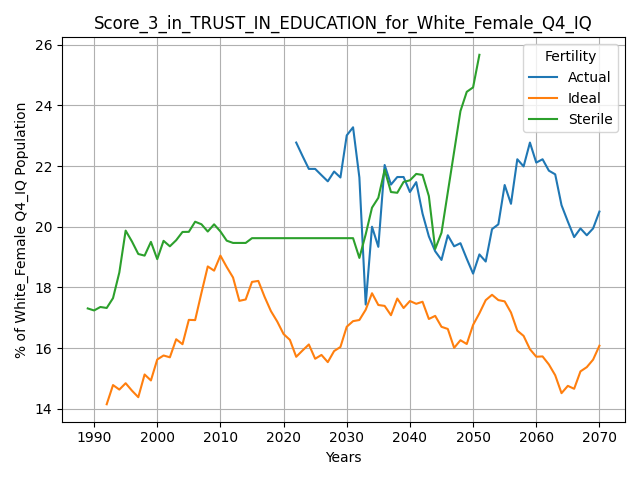 Score_3_in_TRUST_IN_EDUCATION_for_White_Female_Q4_IQ
% of White_Female Q4_IQ Population
26
24
22
20
18
16
14
Fertility
Actual
Ideal
Sterile
1990 2000 2010 2020 2030 2040 2050 2060 2070
Years